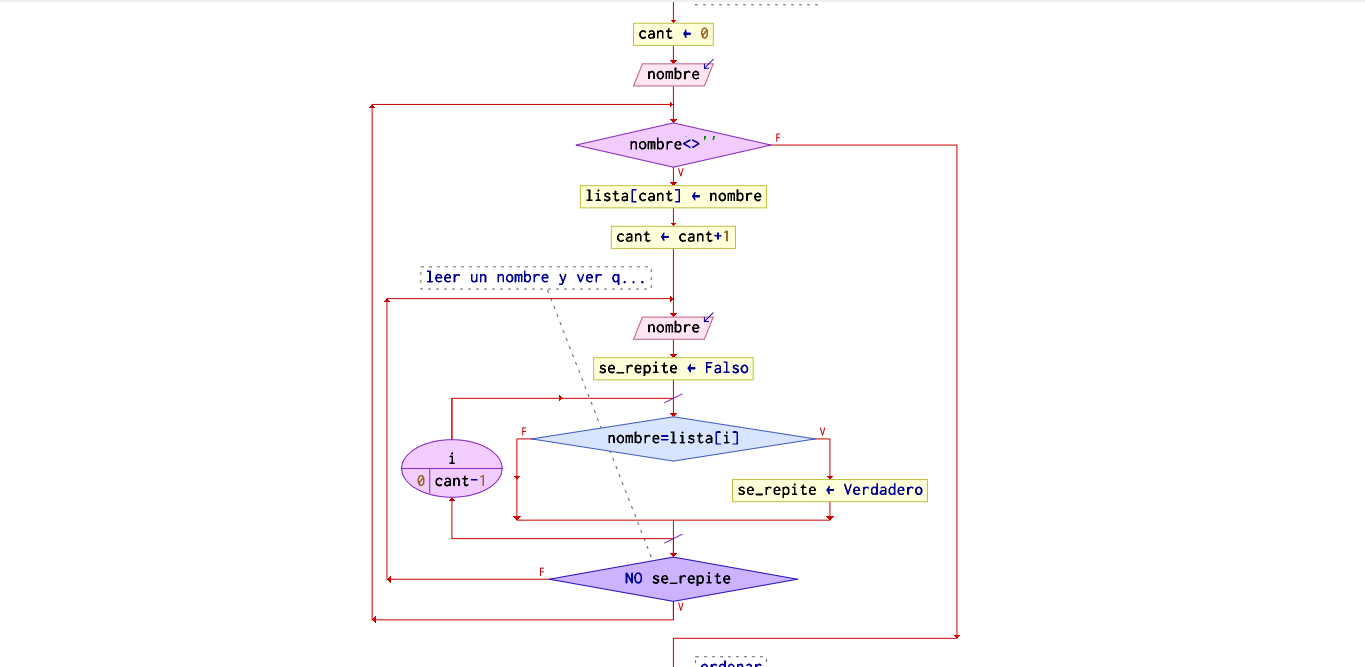 cant ← 0
nombre
nombre<>''
F
V
lista[cant] ← nombre
cant ← cant+1
leer un nombre y ver q...
nombre
se_repite ← Falso
F
nombre=lista[i]
V
i
0 cant-1
se_repite ← Verdadero
F
NO se_repite
V
ordenar